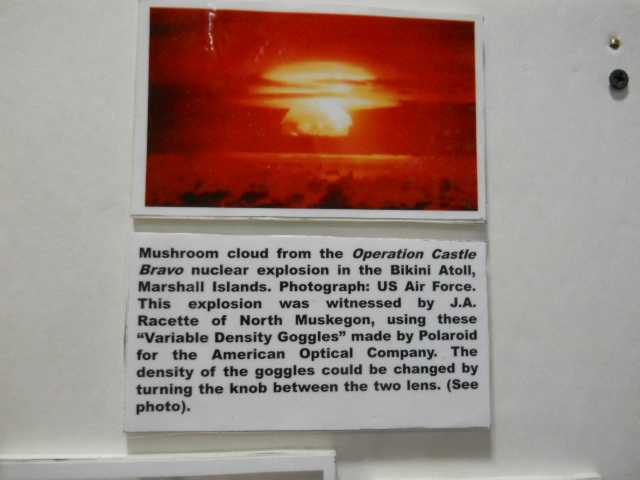 Mushroom cloud from the Operation Castle
Bravo nuclear explosion in the Bikini Atoll,
Marshall Islands. Photograph: US Air Force.
This explosion was witnessed by J.A.
Racette of North Muskegon, using these
“Variable Density Goggles” made by Polaroid
for the American Optical Company. The
density of the goggles could be changed by
turning the knob between the two lens. (See
photo).